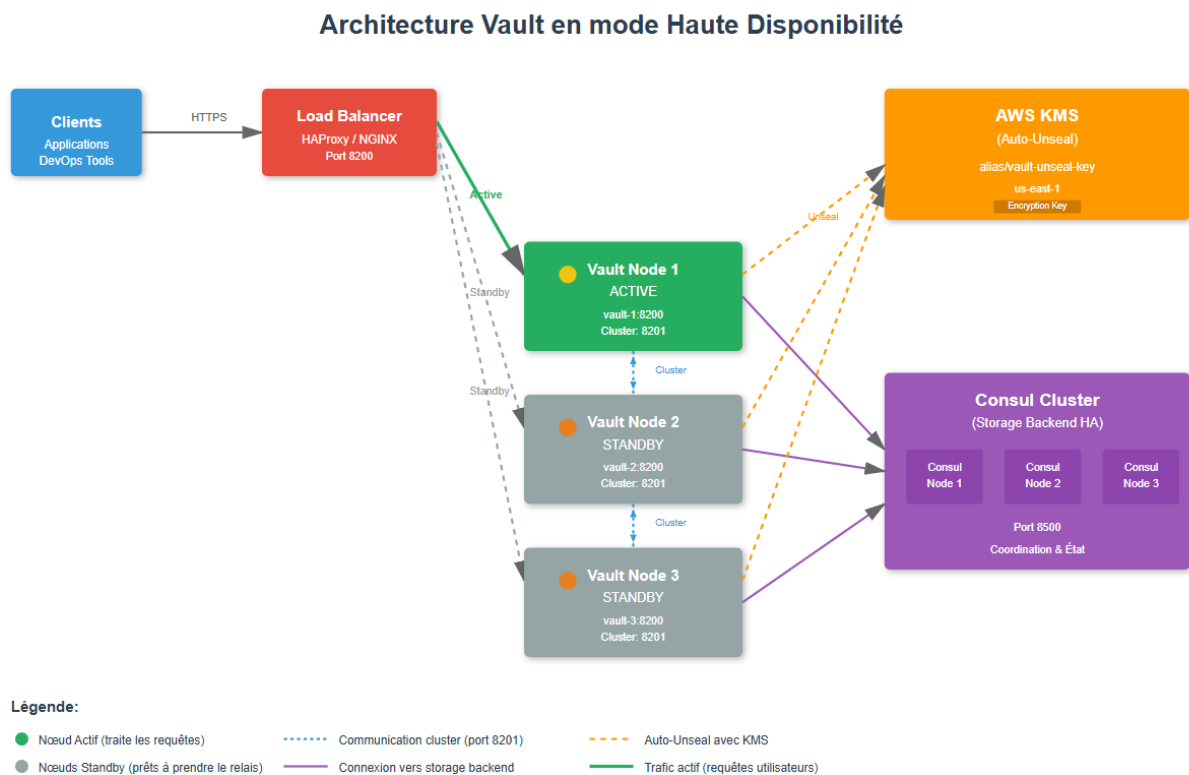 Architecture Vault en mode Haute Disponibilité
Clients
Applications
DevOps Tools
HTTPS
Load Balancer
HAProxy / NGINX
Port 8200
AWS KMS
(Auto-Unseal)
alias/vault-unseal-key
us-east-1
Encryption Key
Active
Unseal
Standby
Standby
Vault Node 1
ACTIVE
vault-1:8200
Cluster: 8201
Cluster
Vault Node 2
STANDBY
vault-2:8200
Cluster: 8201
Cluster
Vault Node 3
STANDBY
vault-3:8200
Cluster: 8201
Consul Cluster
(Storage Backend HA)
Consul
Node 1
Consul
Node 2
Consul
Node 3
Port 8500
Coordination & État
Légende:
Nœud Actif (traite les requêtes)
Communication cluster (port 8201)
Auto-Unseal avec KMS
Nœuds Standby (prêts à prendre le relais)
Connexion vers storage backend
Trafic actif (requêtes utilisateurs)